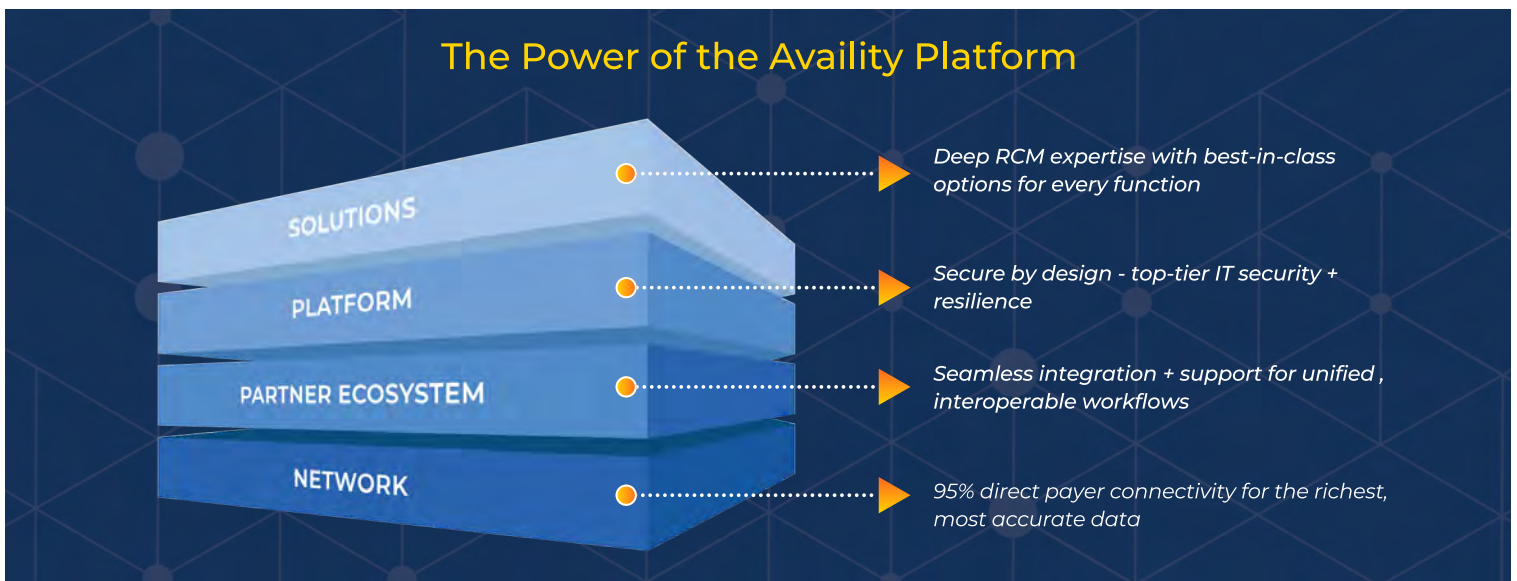 The Power of the Availity Platform
SOLUTIONS
Deep RCM expertise with best-in-class
options for every function
PLATFORM
Secure by design - top-tier IT security +
resilience
PARTNER ECOSYSTEM
Seamless integration + support for unified ,
interoperable workflows
NETWORK
95% direct payer connectivity for the richest,
most accurate data